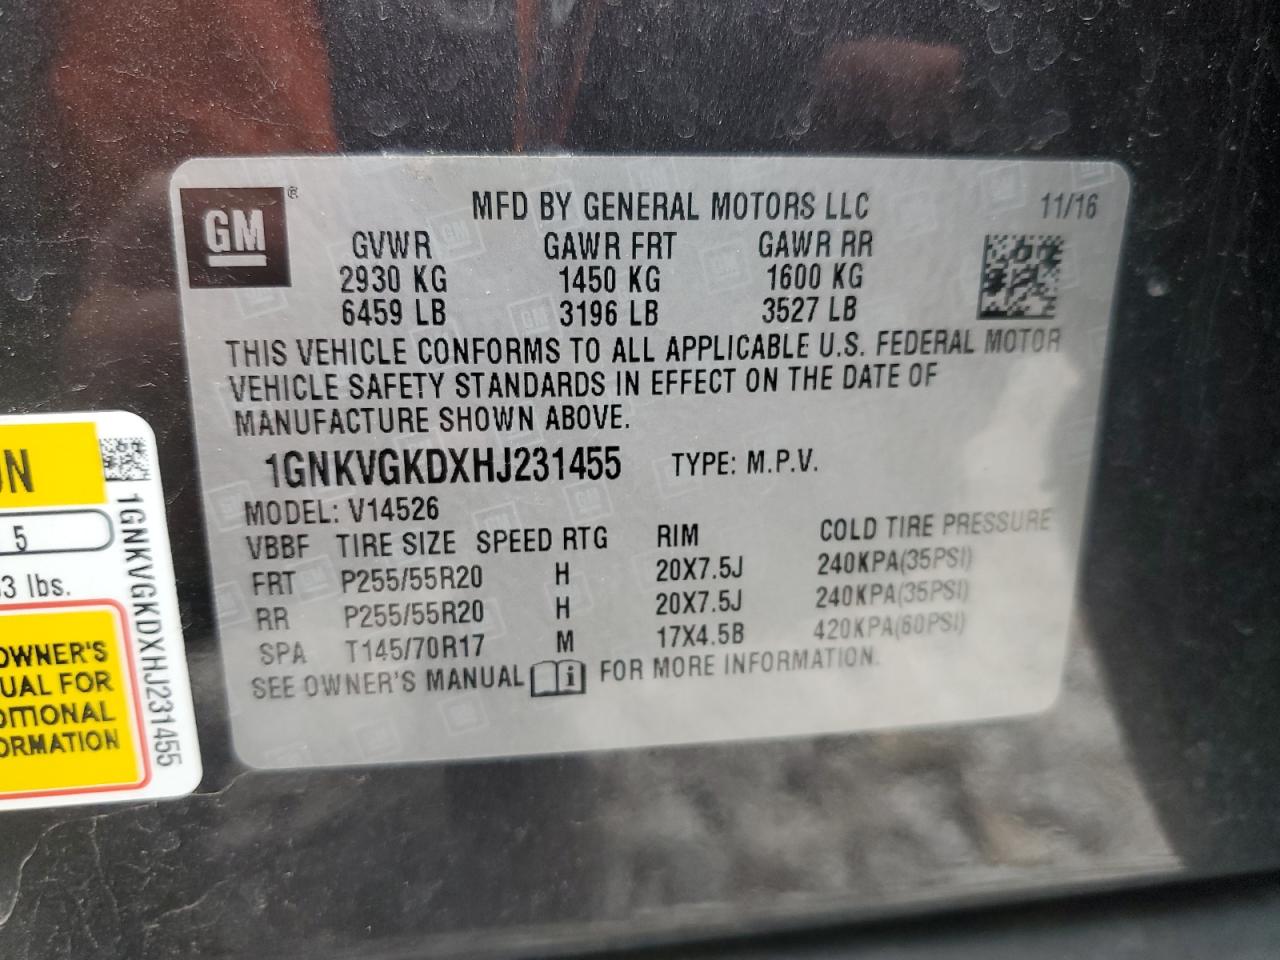 GM ®
MFD BY GENERAL MOTORS LLC 11/16
GVWR GAWR FRT GAWR RR
2930 KG 1450 KG 1600 KG
6459 LB 3196 LB 3527 LB
THIS VEHICLE CONFORMS TO ALL APPLICABLE U.S. FEDERAL MOTOR
VEHICLE SAFETY STANDARDS IN EFFECT ON THE DATE OF
MANUFACTURE SHOWN ABOVE.
1GNKVGKDXHJ231455 TYPE: M.P.V.
MODEL: V14526
VBBF TIRE SIZE SPEED RTG RIM COLD TIRE PRESSURE
FRT P255/55R20 H 20X7.5J 240KPA(35PSI)
RR P255/55R20 H 20X7.5J 240KPA(35PSI)
SPA T145/70R17 M 17X4.5B 420KPA(60PSI)
SEE OWNER'S MANUAL i FOR MORE INFORMATION.
5
3 lbs.
OWNER'S
UAL FOR
DITIONAL
ORMATION
1GNKVGKDXHJ231455